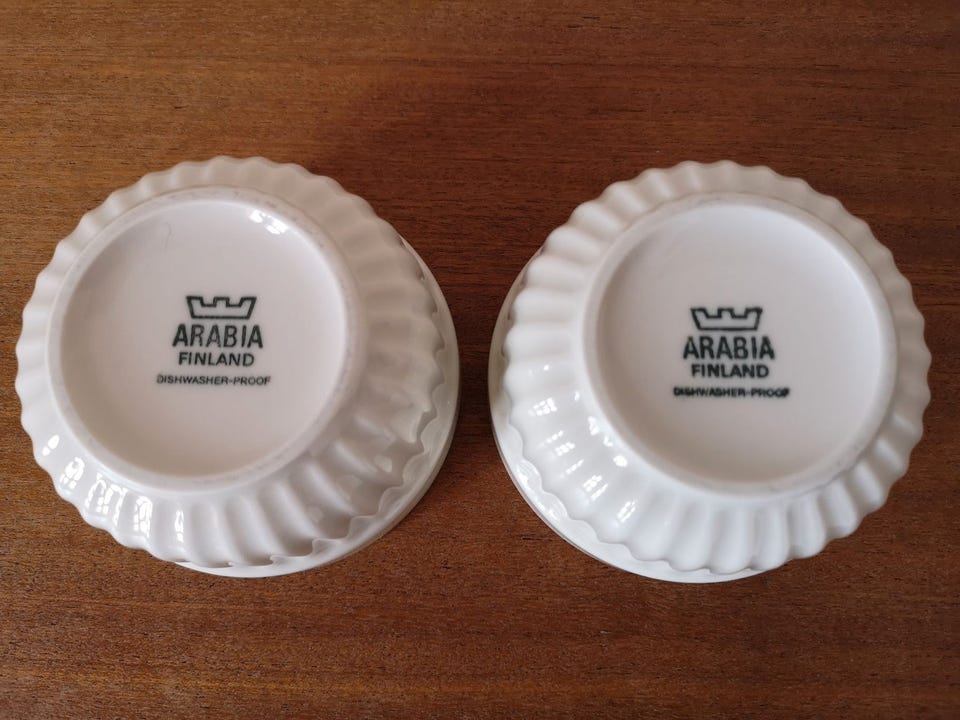 ARABIA
FINLAND
DISHWASHER-PROOF
ARABIA
FINLAND
DISHWASHER-PROOF